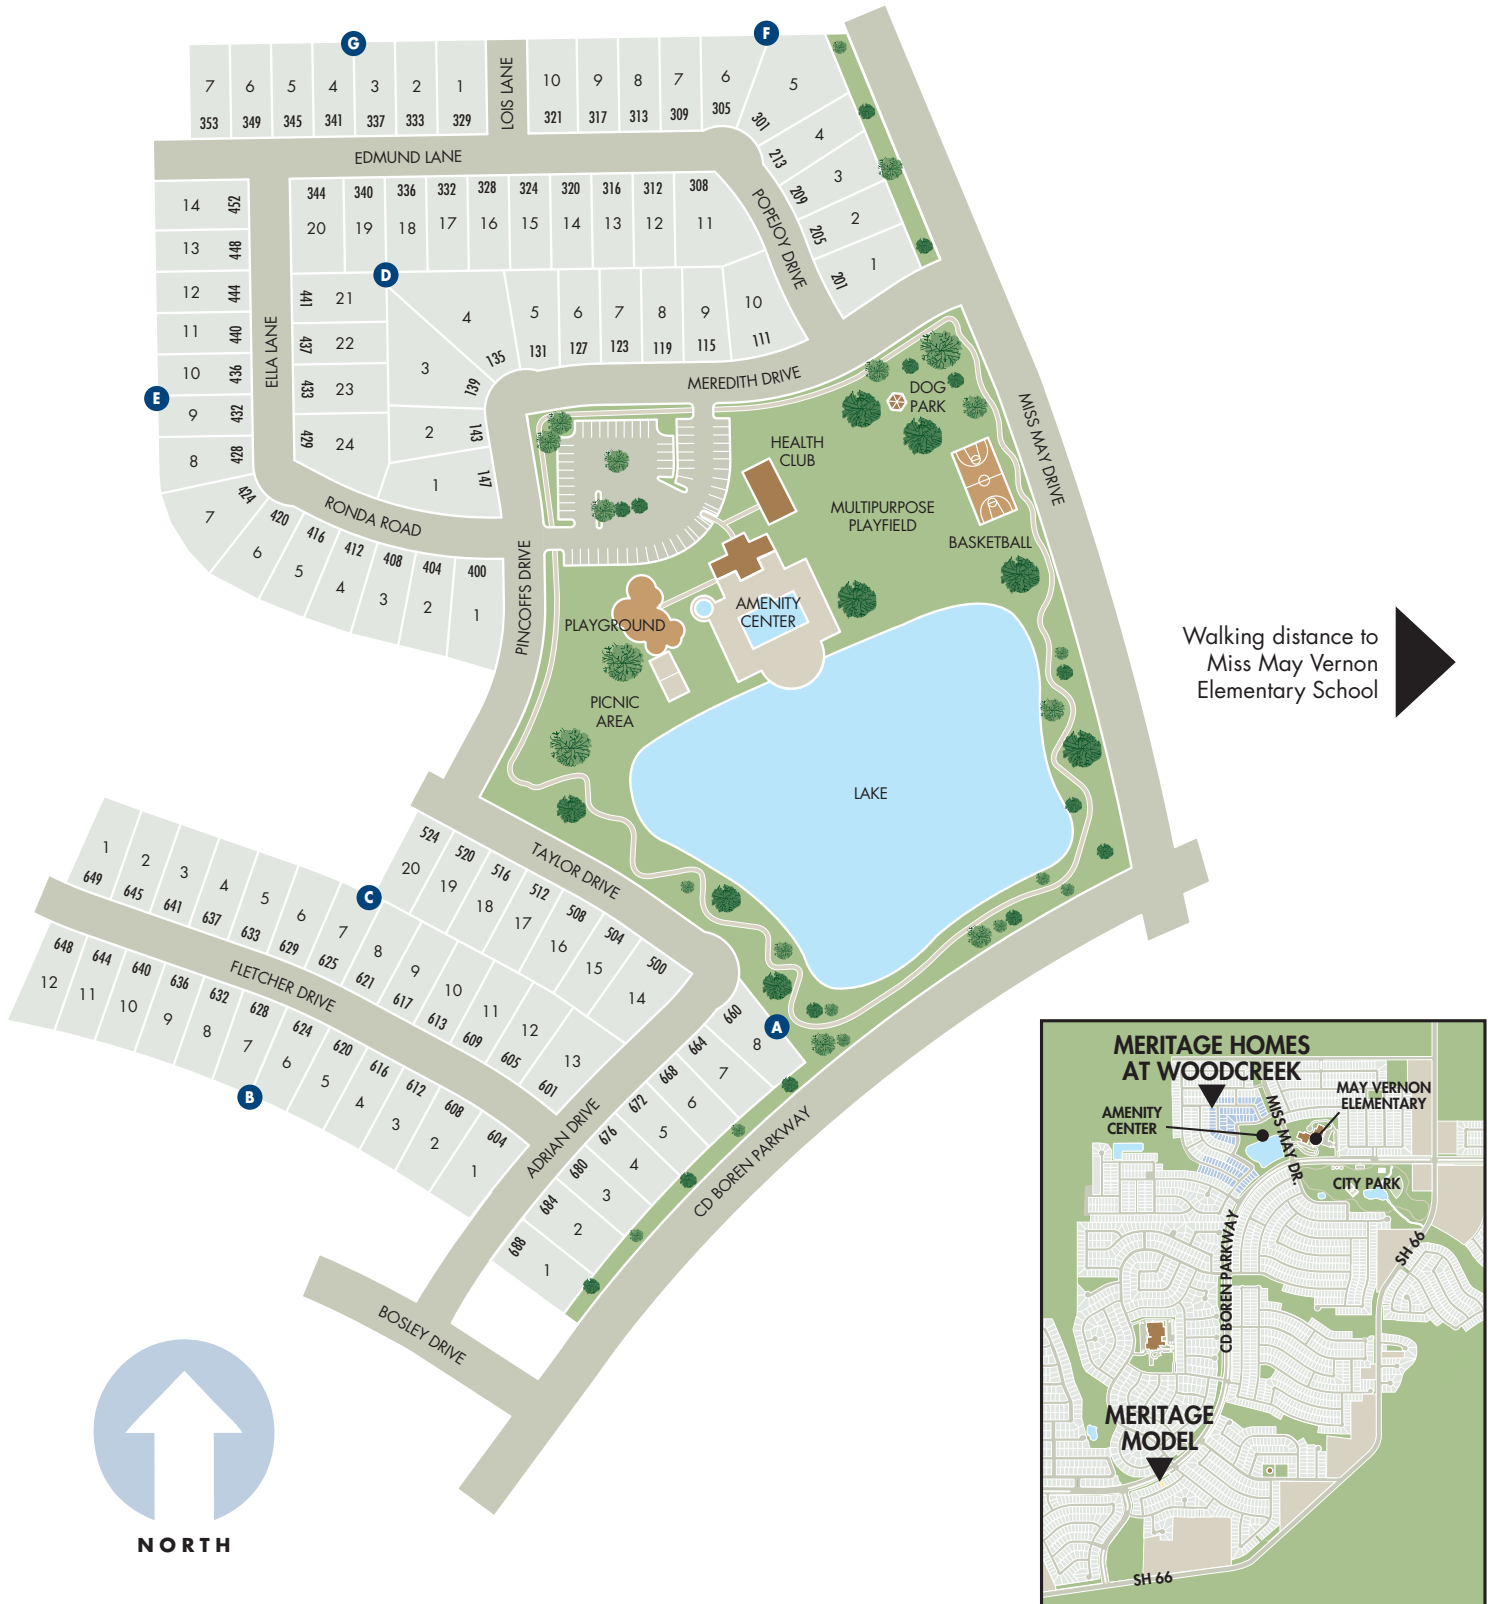 G
F
7 6 5 4 3 2 1
353 349 345 341 337 333 329
LOIS LANE
10 9 8 7 6 5
321 317 313 309 305 301
4
213
3
209
2
205
1
201
EDMUND LANE
POPEJOY DRIVE
344 340 336 332 328 324 320 316 312 308
20 19 18 17 16 15 14 13 12 11
14 452
13 448
12 444
11 440
10 436
9 432
8 428
E
ELLA LANE
D
441 21
437 22
433 23
429 24
4
135
3
139
2
143
1
147
5 6 7 8 9 10
131 127 123 119 115 111
MEREDITH DRIVE
RONDA ROAD
424 420 416 412 408 404 400
7 6 5 4 3 2 1
PINCOFFS DRIVE
MISS MAY DRIVE
DOG
PARK
HEALTH
CLUB
MULTIPURPOSE
PLAYFIELD
BASKETBALL
AMENITY
CENTER
PLAYGROUND
PICNIC
AREA
LAKE
Walking distance to
Miss May Vernon
Elementary School
TAYLOR DRIVE
524 520 516 512 508 504 500
20 19 18 17 16 15 14
C
1 2 3 4 5 6 7 8 9 10 11 12 13
649 645 641 637 633 629 625 621 617 613 609 605 601
FLETCHER DRIVE
648 644 640 636 632 628 624 620 616 612 608 604
12 11 10 9 8 7 6 5 4 3 2 1
B
ADRIAN DRIVE
A
660 664 668 672 676 680 684 688
8 7 6 5 4 3 2 1
CD BOREN PARKWAY
BOSLEY DRIVE
NORTH
MERITAGE HOMES
AT WOODCREEK
MAY VERNON
ELEMENTARY
AMENITY
CENTER
MISS MAY DR.
CITY PARK
CD BOREN PARKWAY
SH 66
MERITAGE
MODEL
SH 66